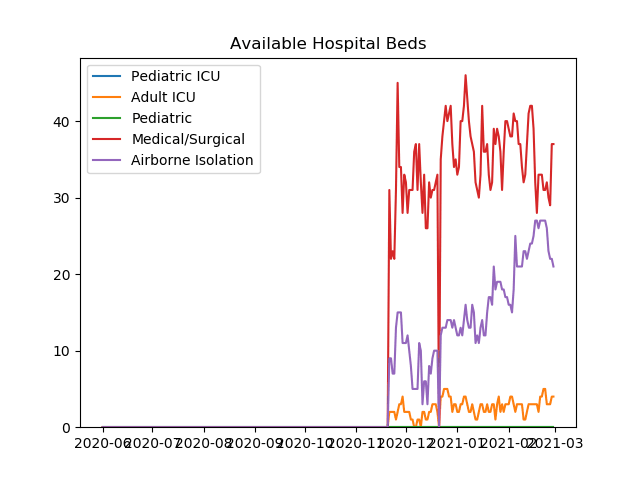 Available Hospital Beds
Pediatric ICU
Adult ICU
Pediatric
Medical/Surgical
Airborne Isolation
40
30
20
10
0
2020-06 2020-07 2020-08 2020-09 2020-10 2020-11 2020-12 2021-01 2021-02 2021-03